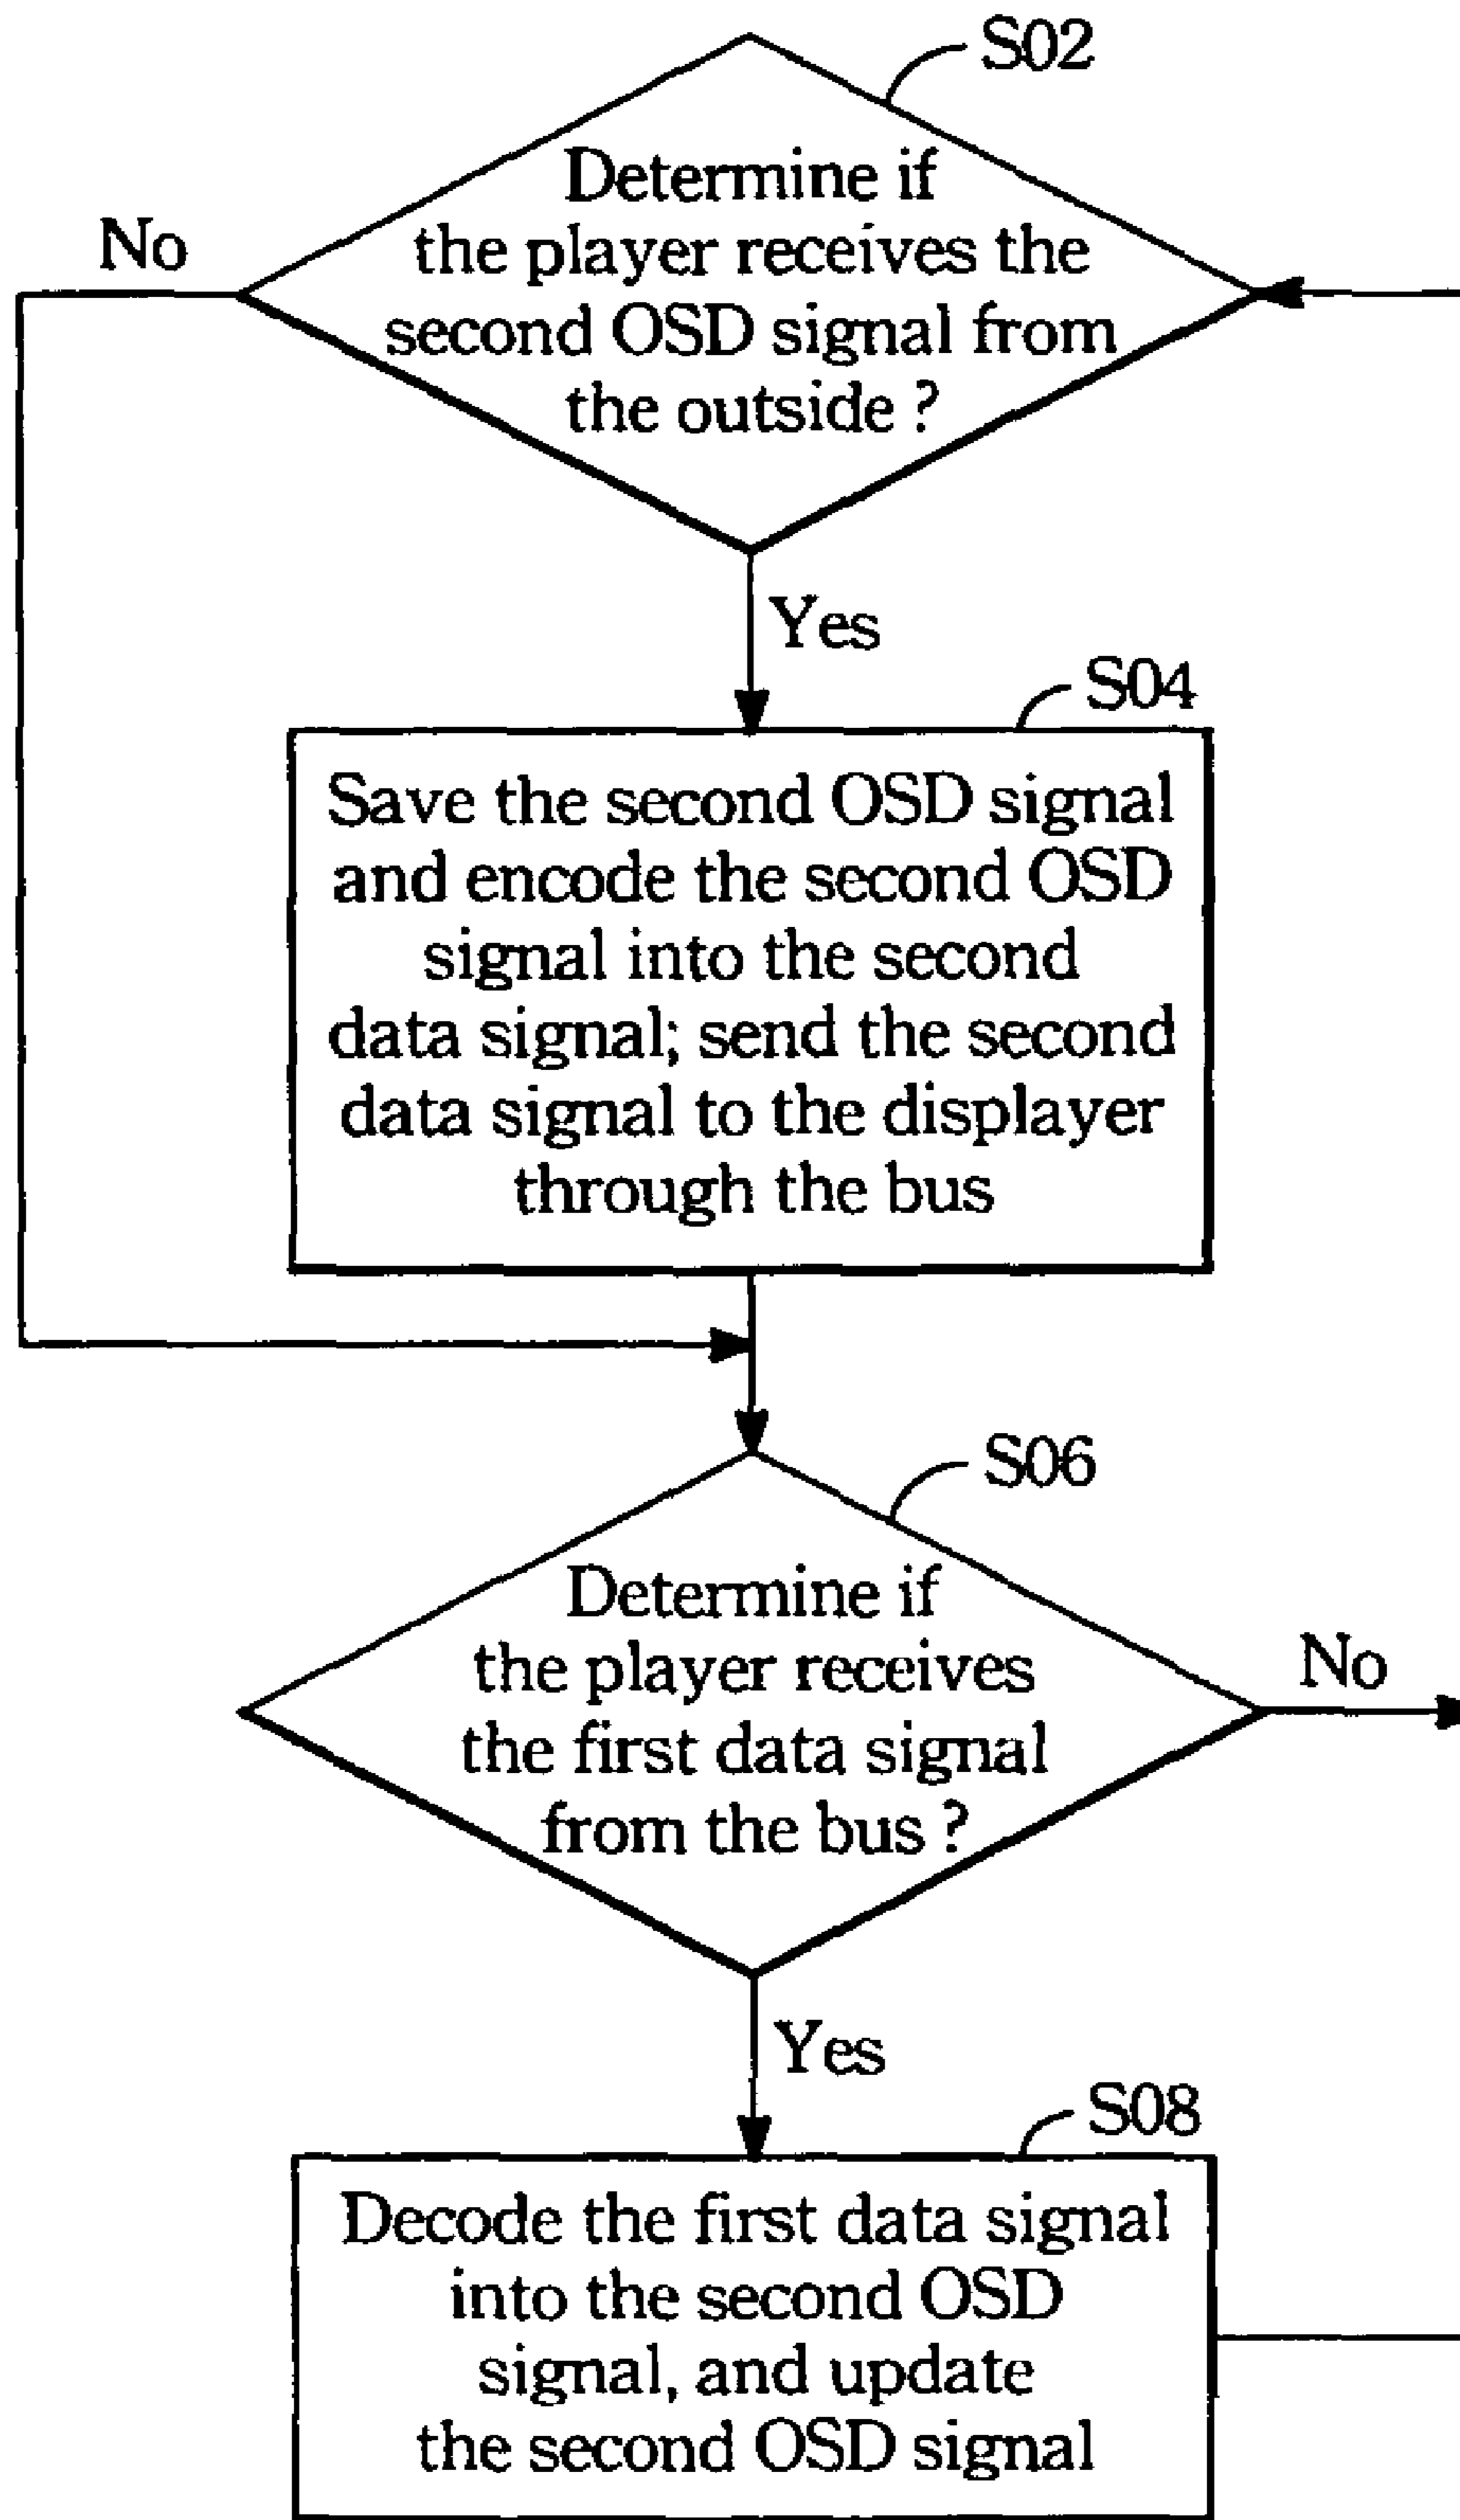 S02
Determine if
the player receives the
second OSD signal from
the outside ?
No
Yes
S04
Save the second OSD signal
and encode the second OSD
signal into the second
data signal; send the second
data signal to the displayer
through the bus
S06
Determine if
the player receives
the first data signal
from the bus ?
No
Yes
S08
Decode the first data signal
into the second OSD
signal, and update
the second OSD signal